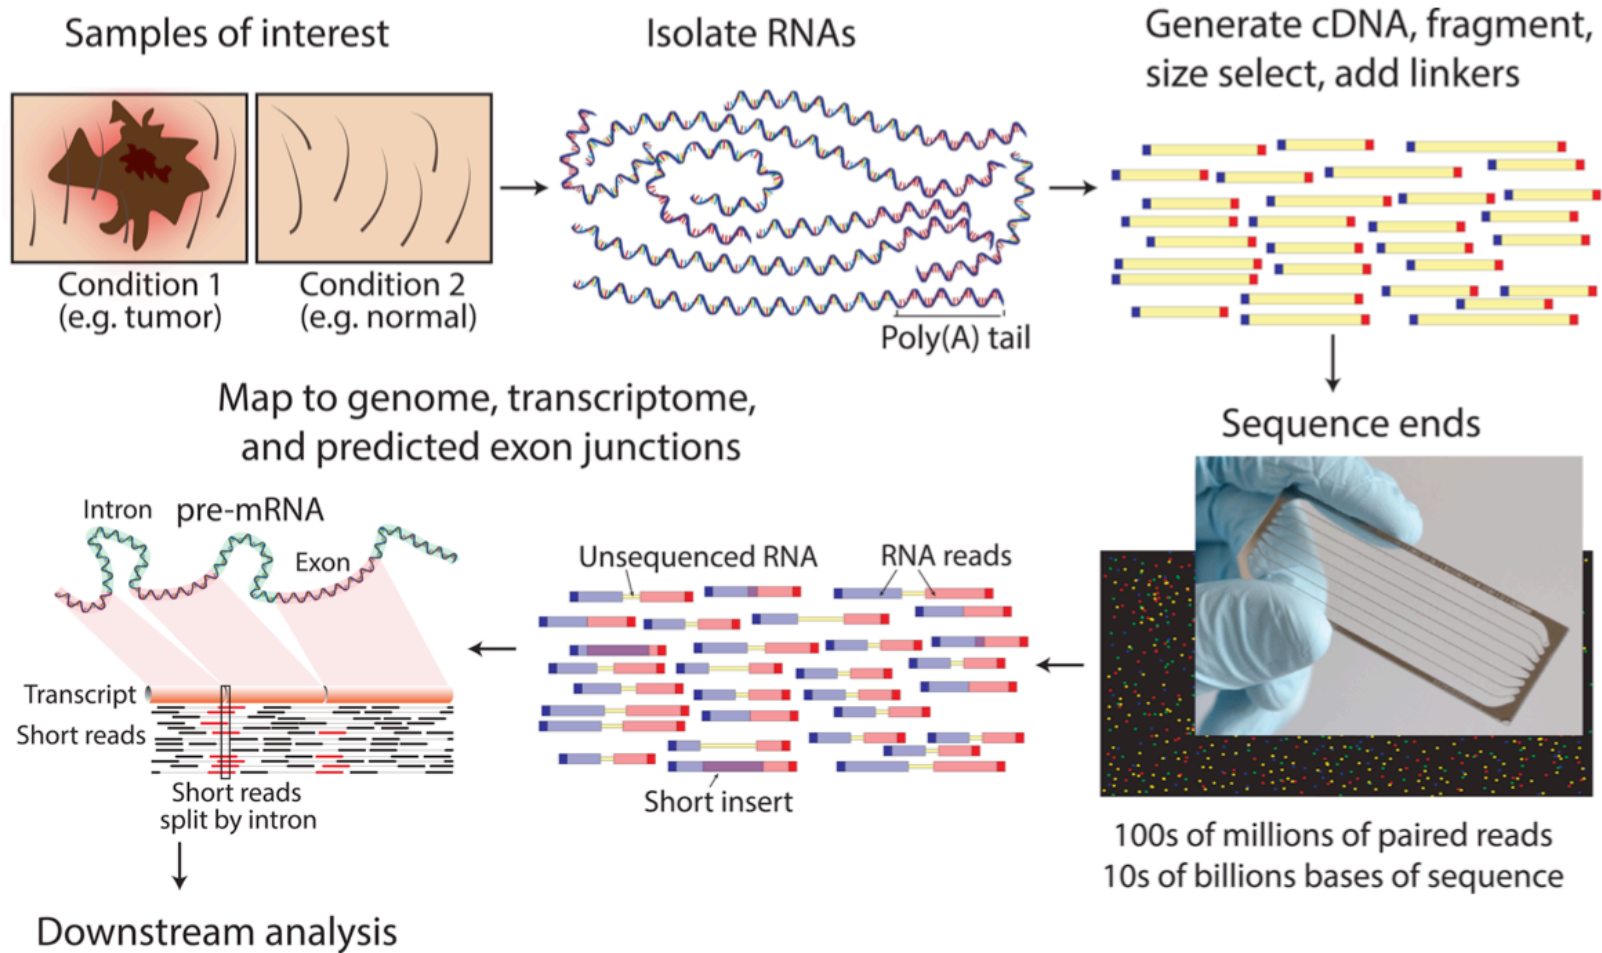 Samples of interest
Condition 1
(e.g. tumor)
Condition 2
(e.g. normal)
Isolate RNAs
Poly(A) tail
Generate cDNA, fragment,
size select, add linkers
Sequence ends
100s of millions of paired reads
10s of billions bases of sequence
Unsequenced RNA
RNA reads
Short insert
Map to genome, transcriptome,
and predicted exon junctions
Intron
pre-mRNA
Exon
Transcript
Short reads
Short reads
split by intron
Downstream analysis